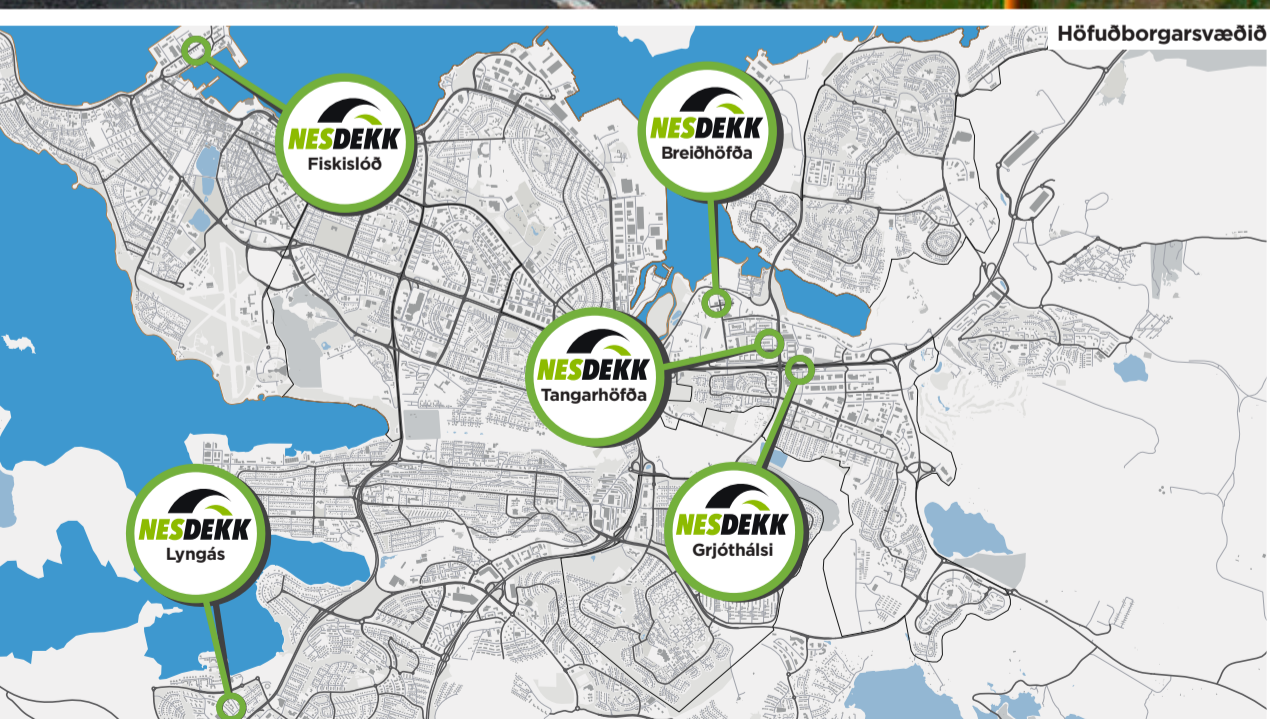 Höfuðborgarsvæðið
NESDEKK
Fiskislóð
NESDEKK
Breiðhöfða
NESDEKK
Tangarhöfða
NESDEKK
Lyngás
NESDEKK
Grjóthálsi